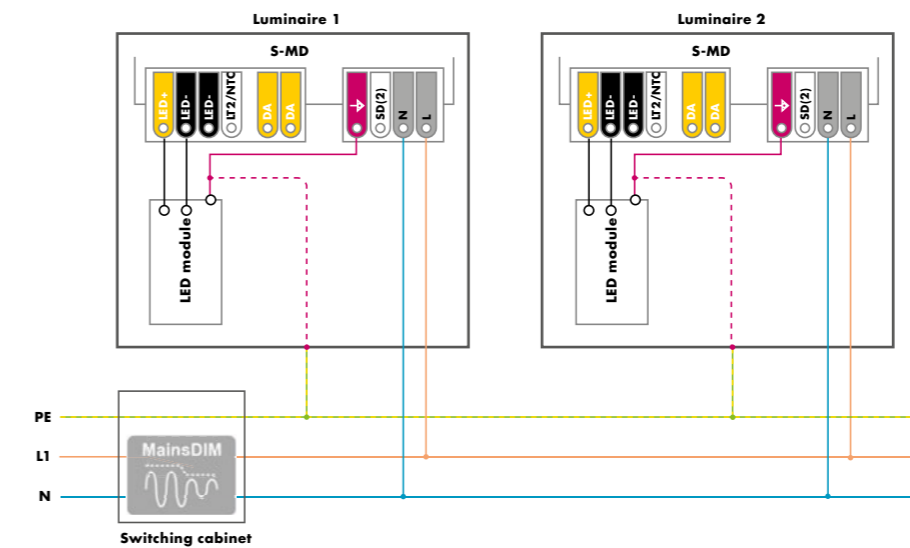 Luminaire 1
Luminaire 2
S-MD
S-MD
LED+
LED-
LED-
LT2/NTC
DA
DA
SD(2)
N
L
LED+
LED-
LED-
LT2/NTC
DA
DA
SD(2)
N
L
LED module
LED module
PE
L1
N
MainsDIM
Switching cabinet